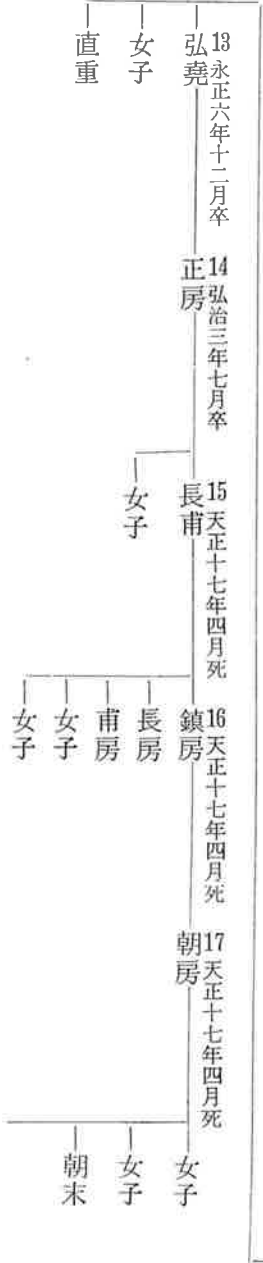 13 永正六年十二月卒
弘堯
女子
直重
14 弘治三年七月卒
正房
女子
15 天正十七年四月死
長甫
16 天正十七年四月死
鎮房
長房
甫房
女子
女子
17 天正十七年四月死
朝房
女子
女子
朝末